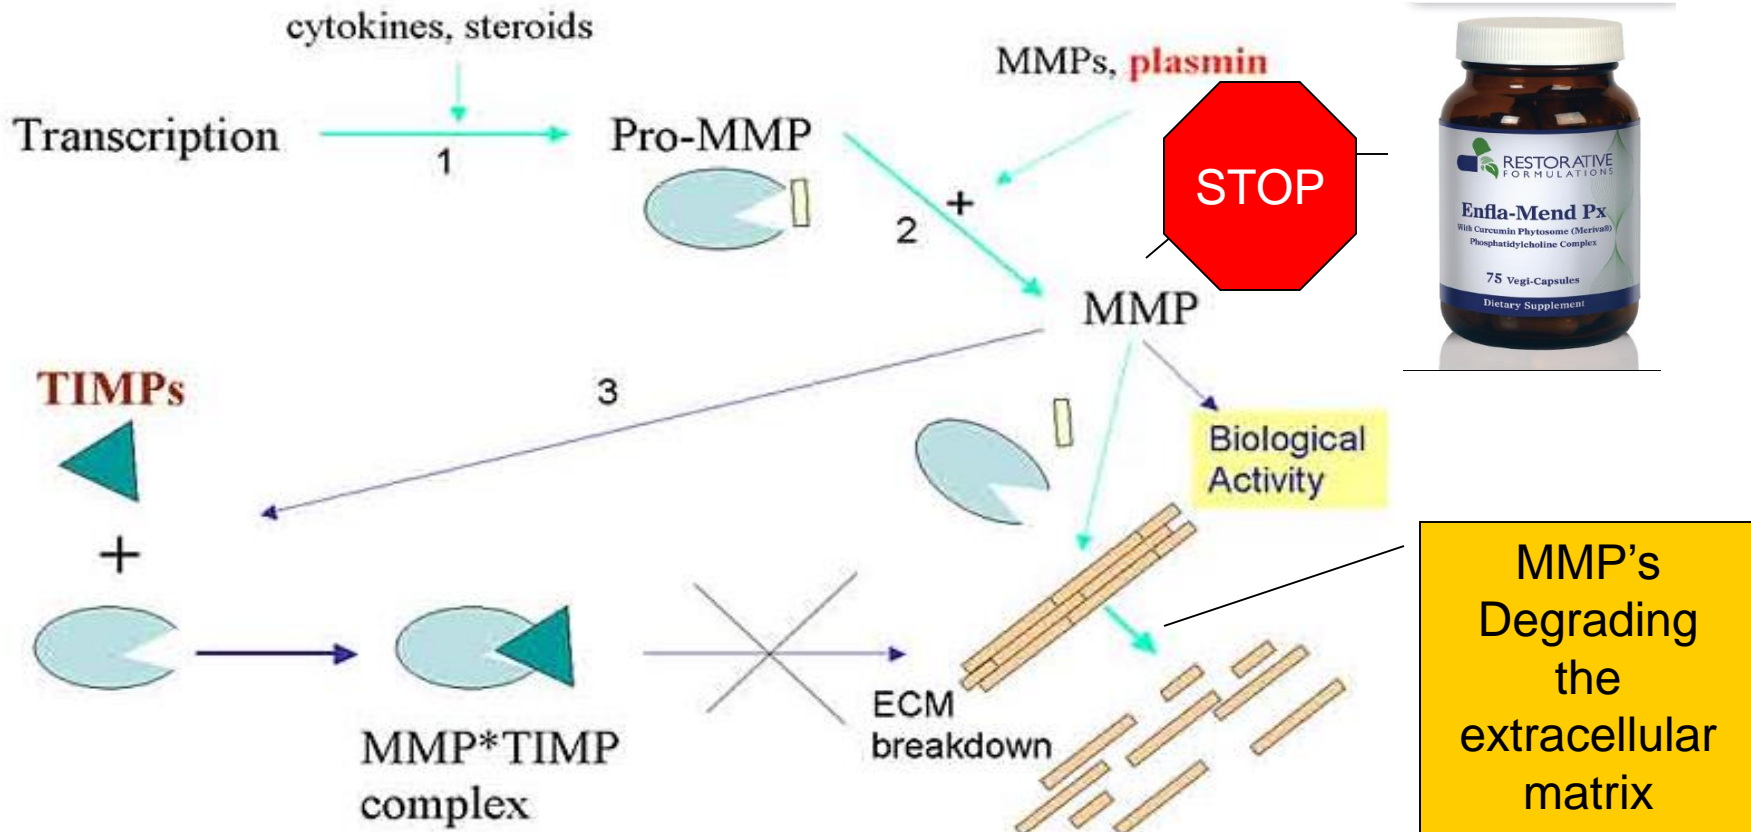 cytokines, steroids
MMPs, plasmin
Transcription
1
Pro-MMP
2
+
STOP
RESTORATIVE
FORMULATIONS
Enfla-Mend Px
With Curcumin Phytosome (Meriva®)
Phosphatidylcholine Complex
75 Vegi-Capsules
Dietary Supplement
MMP
TIMPs
3
Biological
Activity
+
MMP*TIMP
complex
ECM
breakdown
MMP’s
Degrading
the
extracellular
matrix